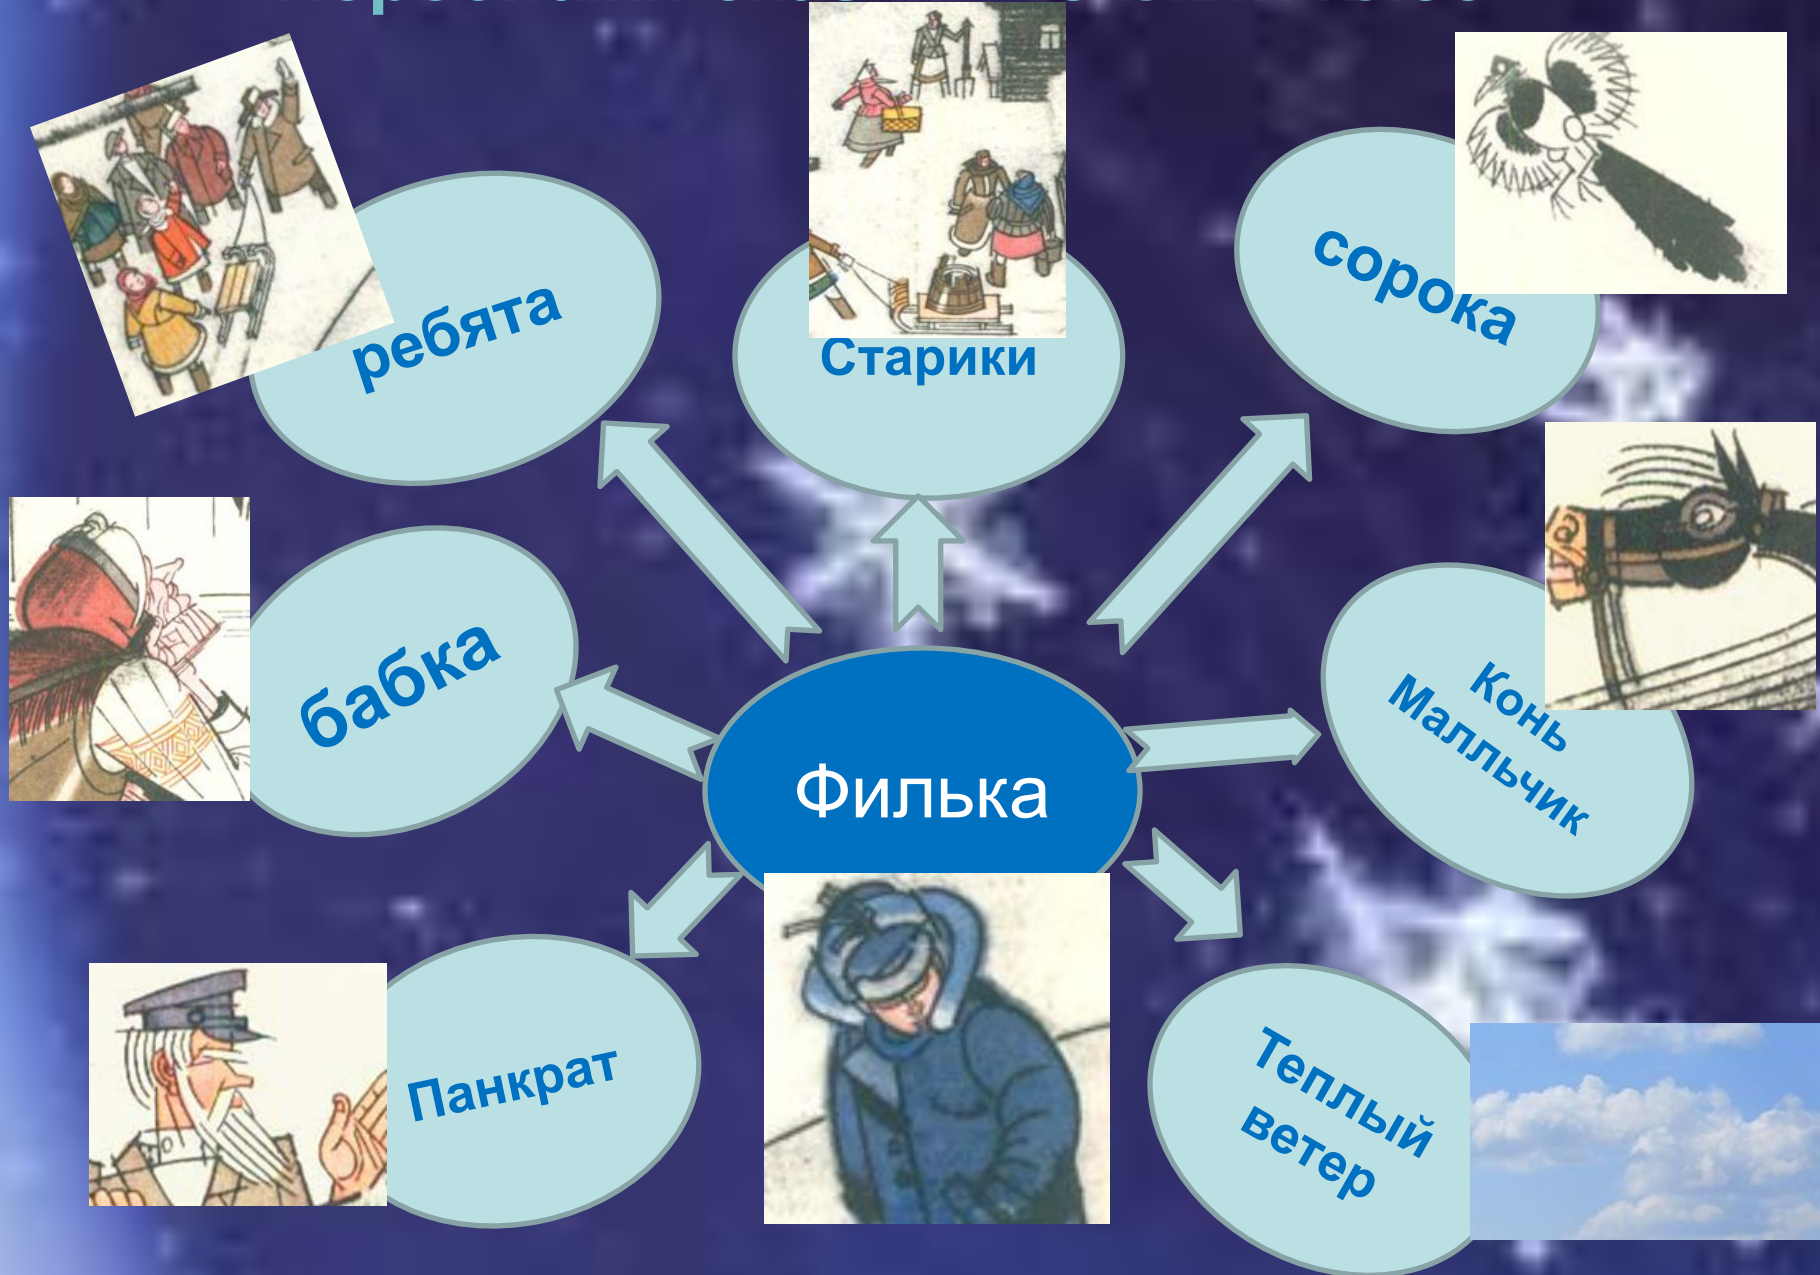 ребята
Старики
сорока
бабка
Конь
Малльчик
Филька
Панкрат
Теплый
ветер